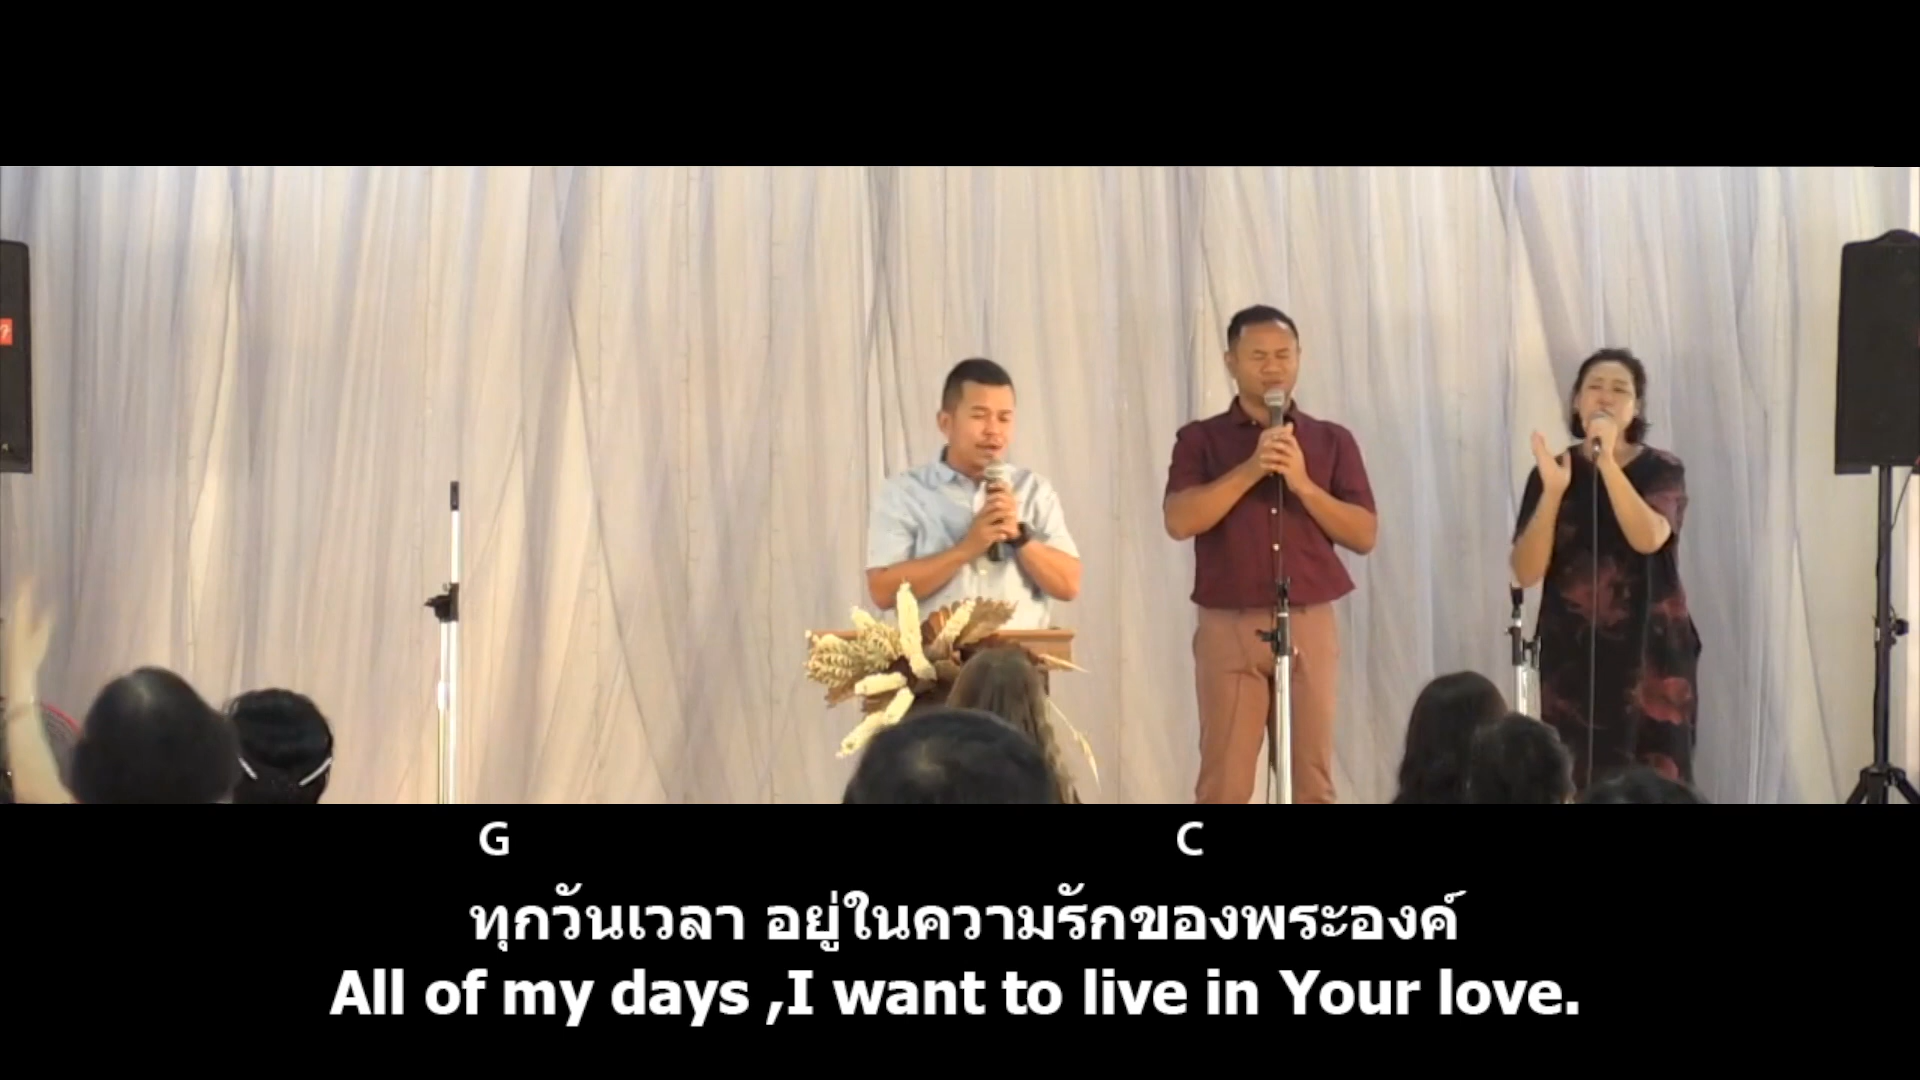 G C
ทุกวันเวลา อยู่ในความรักของพระองค์
All of my days ,I want to live in Your love.